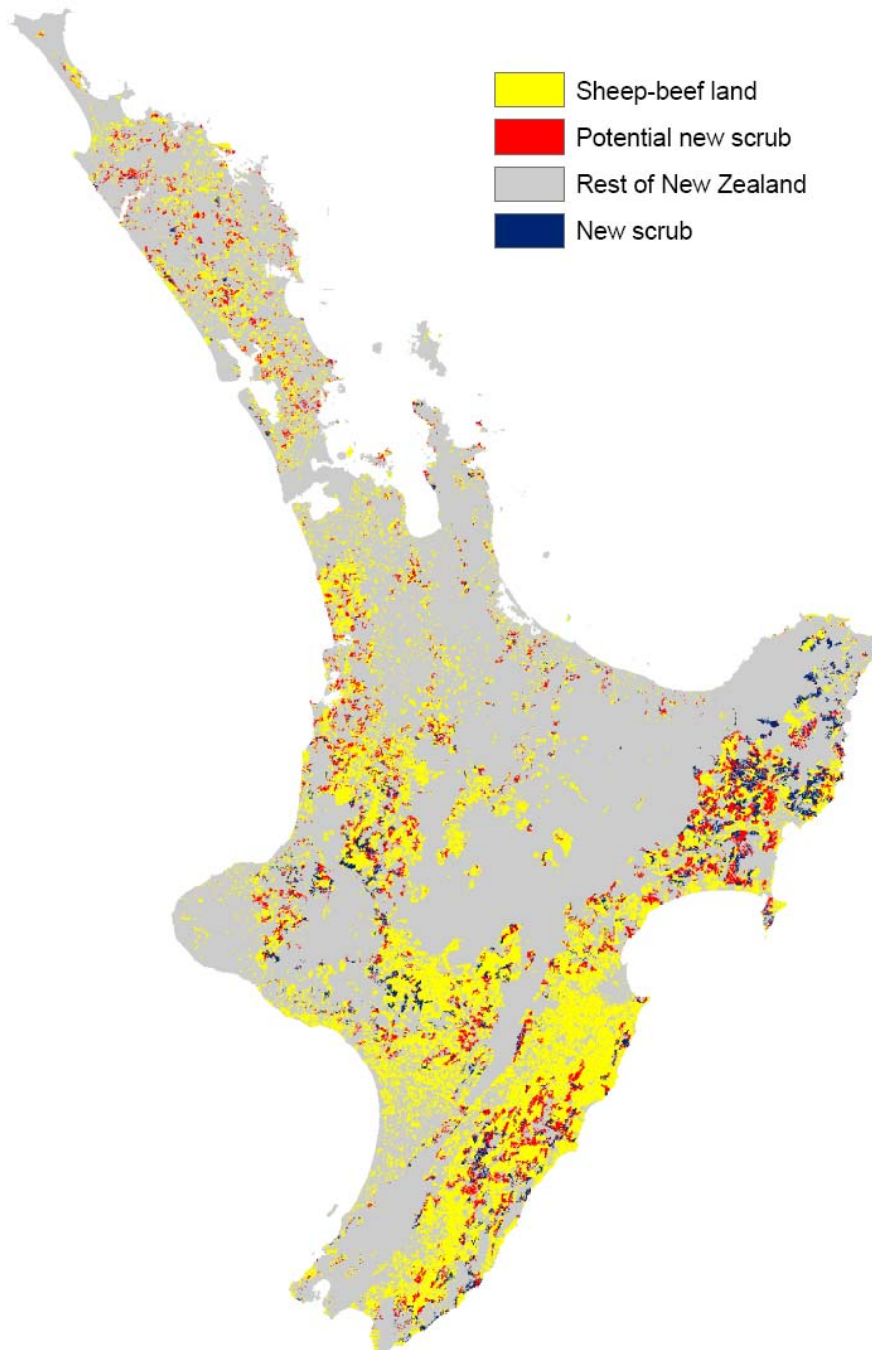 Sheep-beef land
Potential new scrub
Rest of New Zealand
New scrub